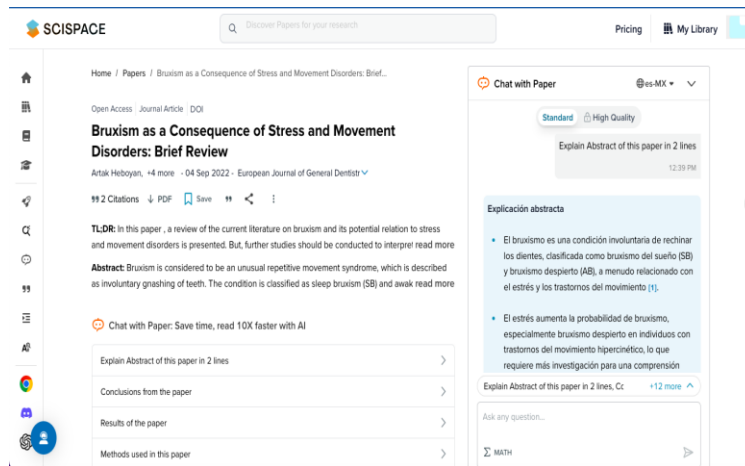 SCISPACE
Discover Papers for your research
Pricing
My Library
Home / Papers / Bruxism as a Consequence of Stress and Movement Disorders: Brief...
Open Access Journal Article DOI
Bruxism as a Consequence of Stress and Movement
Disorders: Brief Review
Artak Heboyan, +4 more - 04 Sep 2022 - European Journal of General Dentistr
2 Citations PDF Save
TL;DR: In this paper , a review of the current literature on bruxism and its potential relation to stress
and movement disorders is presented. But, further studies should be conducted to interpret read more
Abstract: Bruxism is considered to be an unusual repetitive movement syndrome, which is described
as involuntary gnashing of teeth. The condition is classified as sleep bruxism (SB) and awak read more
Chat with Paper: Save time, read 10X faster with AI
Explain Abstract of this paper in 2 lines
Conclusions from the paper
Results of the paper
Methods used in this paper
Chat with Paper
es-MX
Standard
High Quality
Explain Abstract of this paper in 2 lines
12:39 PM
Explicación abstracta
El bruxismo es una condición involuntaria de rechinar
los dientes, clasificada como bruxismo del sueño (SB)
y bruxismo despierto (AB), a menudo relacionado con
el estrés y los trastornos del movimiento [1].
El estrés aumenta la probabilidad de bruxismo,
especialmente bruxismo despierto en individuos con
trastornos del movimiento hipercinético, lo que
requiere más investigación para una comprensión
Explain Abstract of this paper in 2 lines, Cc
+12 more
Ask any question...
∑ MATH